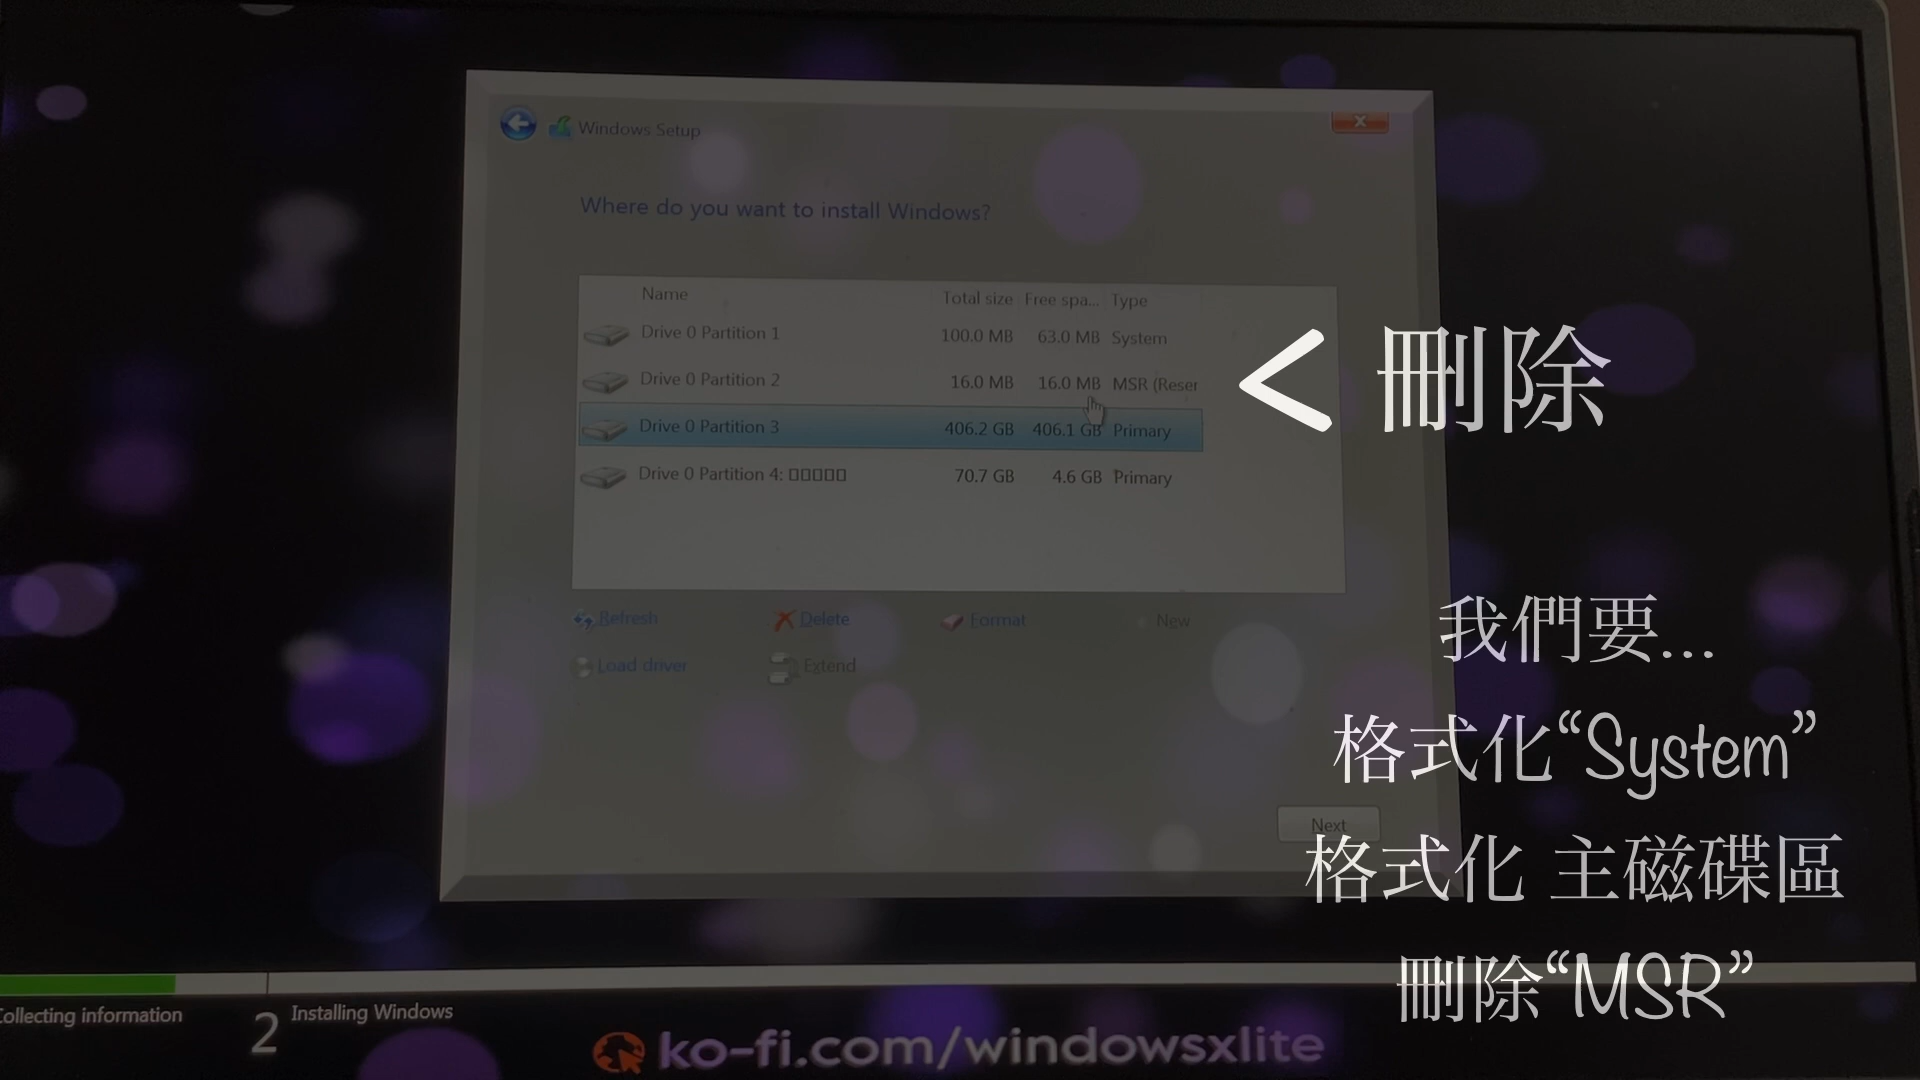 Windows Setup
Where do you want to install Windows?
Name Total size Free spa... Type
Drive 0 Partition 1 100.0 MB 63.0 MB System
Drive 0 Partition 2 16.0 MB 16.0 MB MSR (Reser
Drive 0 Partition 3 406.2 GB 406.1 GB Primary
Drive 0 Partition 4: □□□□□ 70.7 GB 4.6 GB Primary
< 刪除
Refresh Delete Format New
Load driver Extend
Next
我們要...
格式化“System”
格式化 主磁碟區
刪除“MSR”
Collecting information
2 Installing Windows
ko-fi.com/windowsxlite